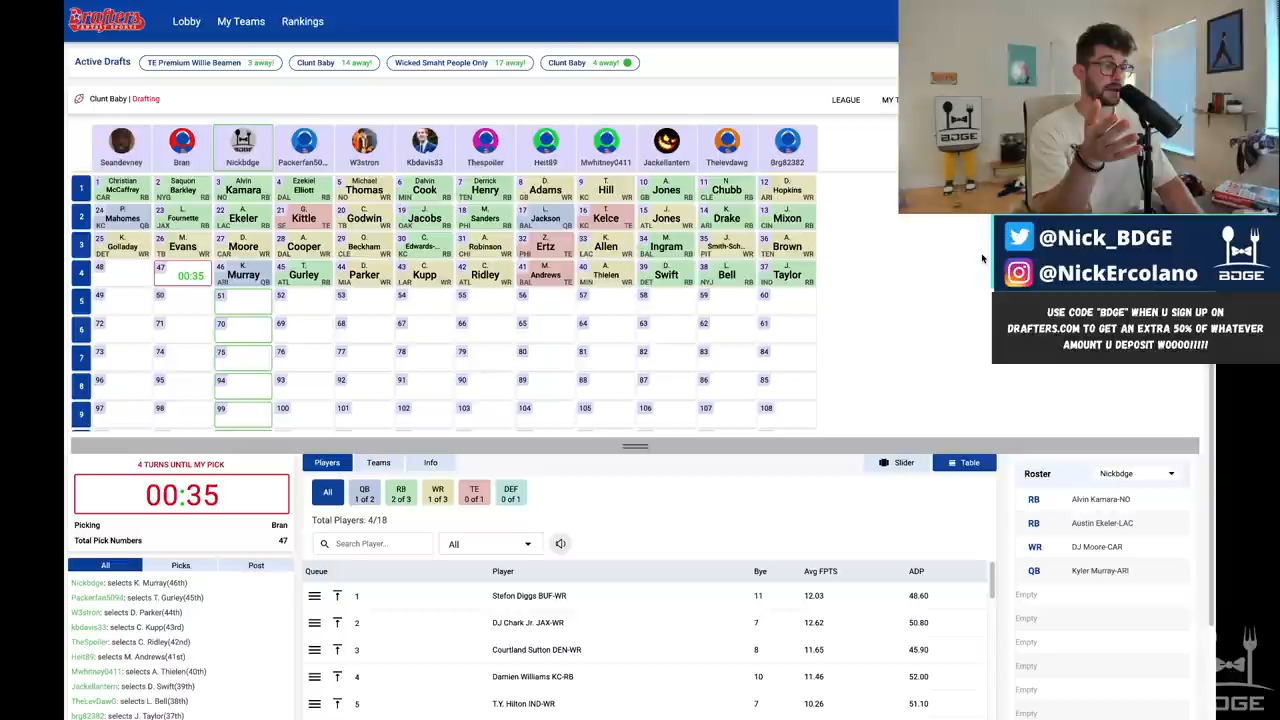 Drafters
FANTASY SPORTS
Lobby My Teams Rankings
Active Drafts TE Premium Willie Beamen 3 away! Clunt Baby 14 away! Wicked Smaht People Only 17 away! Clunt Baby 4 away!
Clunt Baby | Drafting LEAGUE MY T
Seandevney Bran Nickbdge Packerfan50... W3stron Kbdavis33 Thespoiler Heit89 Mwhitney0411 Jackellantern Thelevdawg Brg82382
1
1 Christian McCaffrey CAR RB
2 Saquon Barkley NYG RB
3 Alvin Kamara NO RB
4 Ezekiel Elliott DAL RB
5 Michael Thomas NO WR
6 Dalvin Cook MIN RB
7 Derrick Henry TEN RB
8 D. Adams GB WR
9 T. Hill KC WR
10 A. Jones GB RB
11 N. Chubb CLE RB
12 D. Hopkins ARI WR
2
24 P. Mahomes KC QB
23 L. Fournette JAX RB
22 A. Ekeler LAC RB
21 G. Kittle SF TE
20 C. Godwin TB WR
19 J. Jacobs RB
18 M. Sanders PHI RB
17 L. Jackson BAL QB
16 T. Kelce KC TE
15 J. Jones ATL WR
14 K. Drake ARI RB
13 J. Mixon CIN RB
3
25 K. Golladay DET WR
26 M. Evans TB WR
27 D. Moore CAR WR
28 A. Cooper DAL WR
29 O. Beckham CLE WR
30 C. Edwards-... KC RB
31 A. Robinson CHI WR
32 Z. Ertz PHI TE
33 K. Allen WR
34 M. Ingram BAL RB
35 J. Smith-Sch... PIT WR
36 A. Brown TEN WR
4
48
47 00:35
46 K. Murray ARI QB
45 T. Gurley ATL RB
44 D. Parker MIA WR
43 C. Kupp LAR WR
42 C. Ridley ATL WR
41 M. Andrews BAL TE
40 A. Thielen MIN WR
39 D. Swift DET RB
38 L. Bell NYJ RB
37 J. Taylor IND RB
5
49 50 51 52 53 54 55 56 57 58 59 60
6
72 71 70 69 68 67 66 65 64 63 62 61
7
73 74 75 76 77 78 79 80 81 82 83 84
8
96 95 94 93 92 91 90 89 88 87 86 85
9
97 98 99 100 101 102 103 104 105 106 107 108
BDGE
@Nick_BDGE
@NickErcolano
BDGE
USE CODE "BDGE" WHEN U SIGN UP ON
DRAFTERS.COM TO GET AN EXTRA 50% OF WHATEVER
AMOUNT U DEPOSIT WOOO!!!!!
4 TURNS UNTIL MY PICK
00:35
Picking Bran
Total Pick Numbers 47
All Picks Post
Nickbdge: selects K. Murray(46th)
Packerfan5094: selects T. Gurley(45th)
W3stron: selects D. Parker(44th)
kbdavis33: selects C. Kupp(43rd)
TheSpoiler: selects C. Ridley(42nd)
Heit89: selects M. Andrews(41st)
Mwhitney0411: selects A. Thielen(40th)
Jackellantern: selects D. Swift(39th)
TheLevDawG: selects L. Bell(38th)
brg82382: selects J. Taylor(37th)
Players Teams Info Slider Table
All
QB 1 of 2
RB 2 of 3
WR 1 of 3
TE 0 of 1
DEF 0 of 1
Total Players: 4/18
Search Player... All
Queue Player Bye Avg FPTS ADP
1 Stefon Diggs BUF-WR 11 12.03 48.60
2 DJ Chark Jr. JAX-WR 7 12.62 50.80
3 Courtland Sutton DEN-WR 8 11.65 45.90
4 Damien Williams KC-RB 10 11.46 52.00
5 T.Y. Hilton IND-WR 7 10.26 51.10
Roster Nickbdge
RB Alvin Kamara-NO
RB Austin Ekeler-LAC
WR DJ Moore-CAR
QB Kyler Murray-ARI
Empty
Empty
Empty
Empty
Empty
Empty